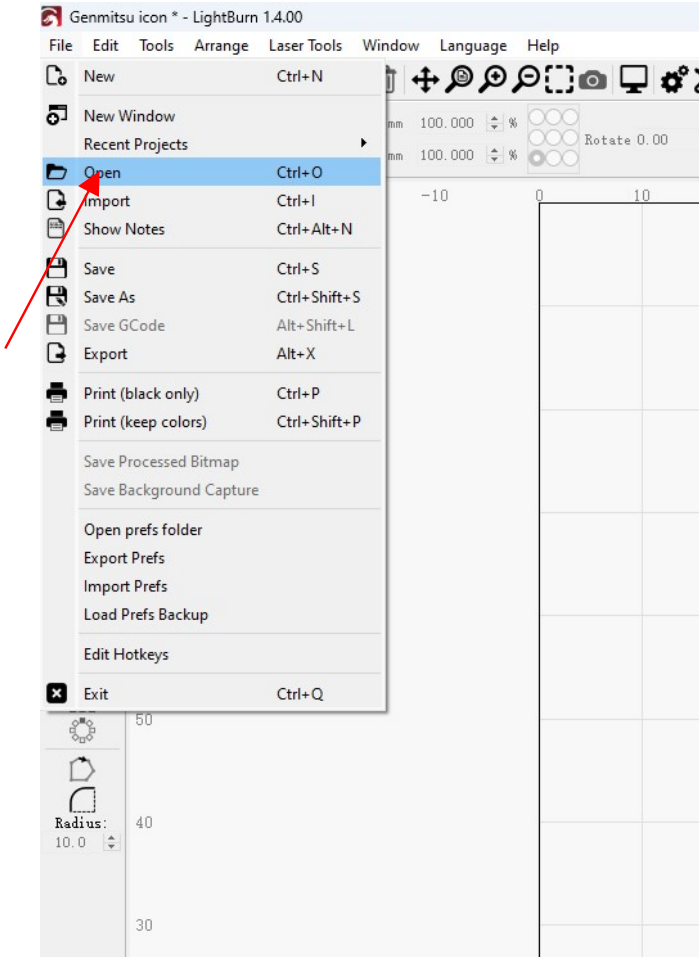 Genmitsu icon * - LightBurn 1.4.00
File Edit Tools Arrange Laser Tools Window Language Help
New Ctrl+N
New Window
mm 100.000 %
Rotate 0.00
Recent Projects
mm 100.000 %
Open Ctrl+O
Import Ctrl+I
-10 0 10
Show Notes Ctrl+Alt+N
Save Ctrl+S
Save As Ctrl+Shift+S
Save GCode Alt+Shift+L
Export Alt+X
Print (black only) Ctrl+P
Print (keep colors) Ctrl+Shift+P
Save Processed Bitmap
Save Background Capture
Open prefs folder
Export Prefs
Import Prefs
Load Prefs Backup
Edit Hotkeys
Exit Ctrl+Q
50
Radius: 40
10.0
30